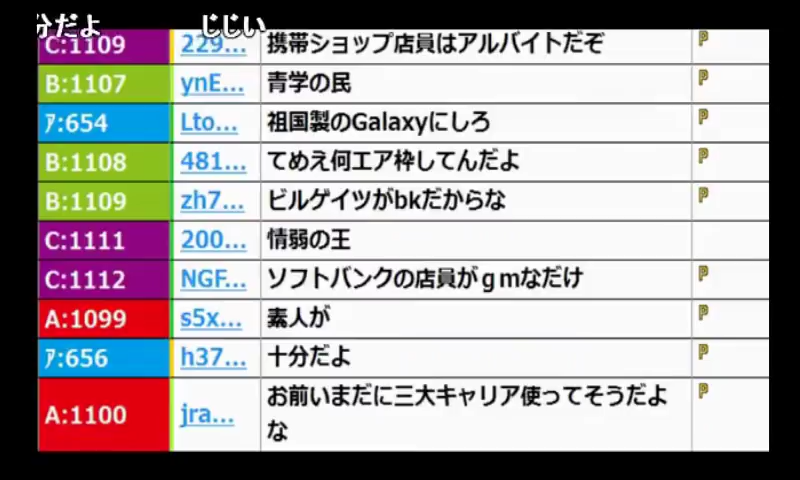 分だよ じじい
C:1109 229... 携帯ショップ店員はアルバイトだぞ P
B:1107 ynE... 青学の民 P
ｱ:654 Lto... 祖国製のGalaxyにしろ P
B:1108 481... てめえ何エア枠してんだよ P
B:1109 zh7... ビルゲイツがbkだからな P
C:1111 200... 情弱の王
C:1112 NGF... ソフトバンクの店員がｇmなだけ P
A:1099 s5x... 素人が P
ｱ:656 h37... 十分だよ P
A:1100 jra... お前いまだに三大キャリア使ってそうだよ P
な